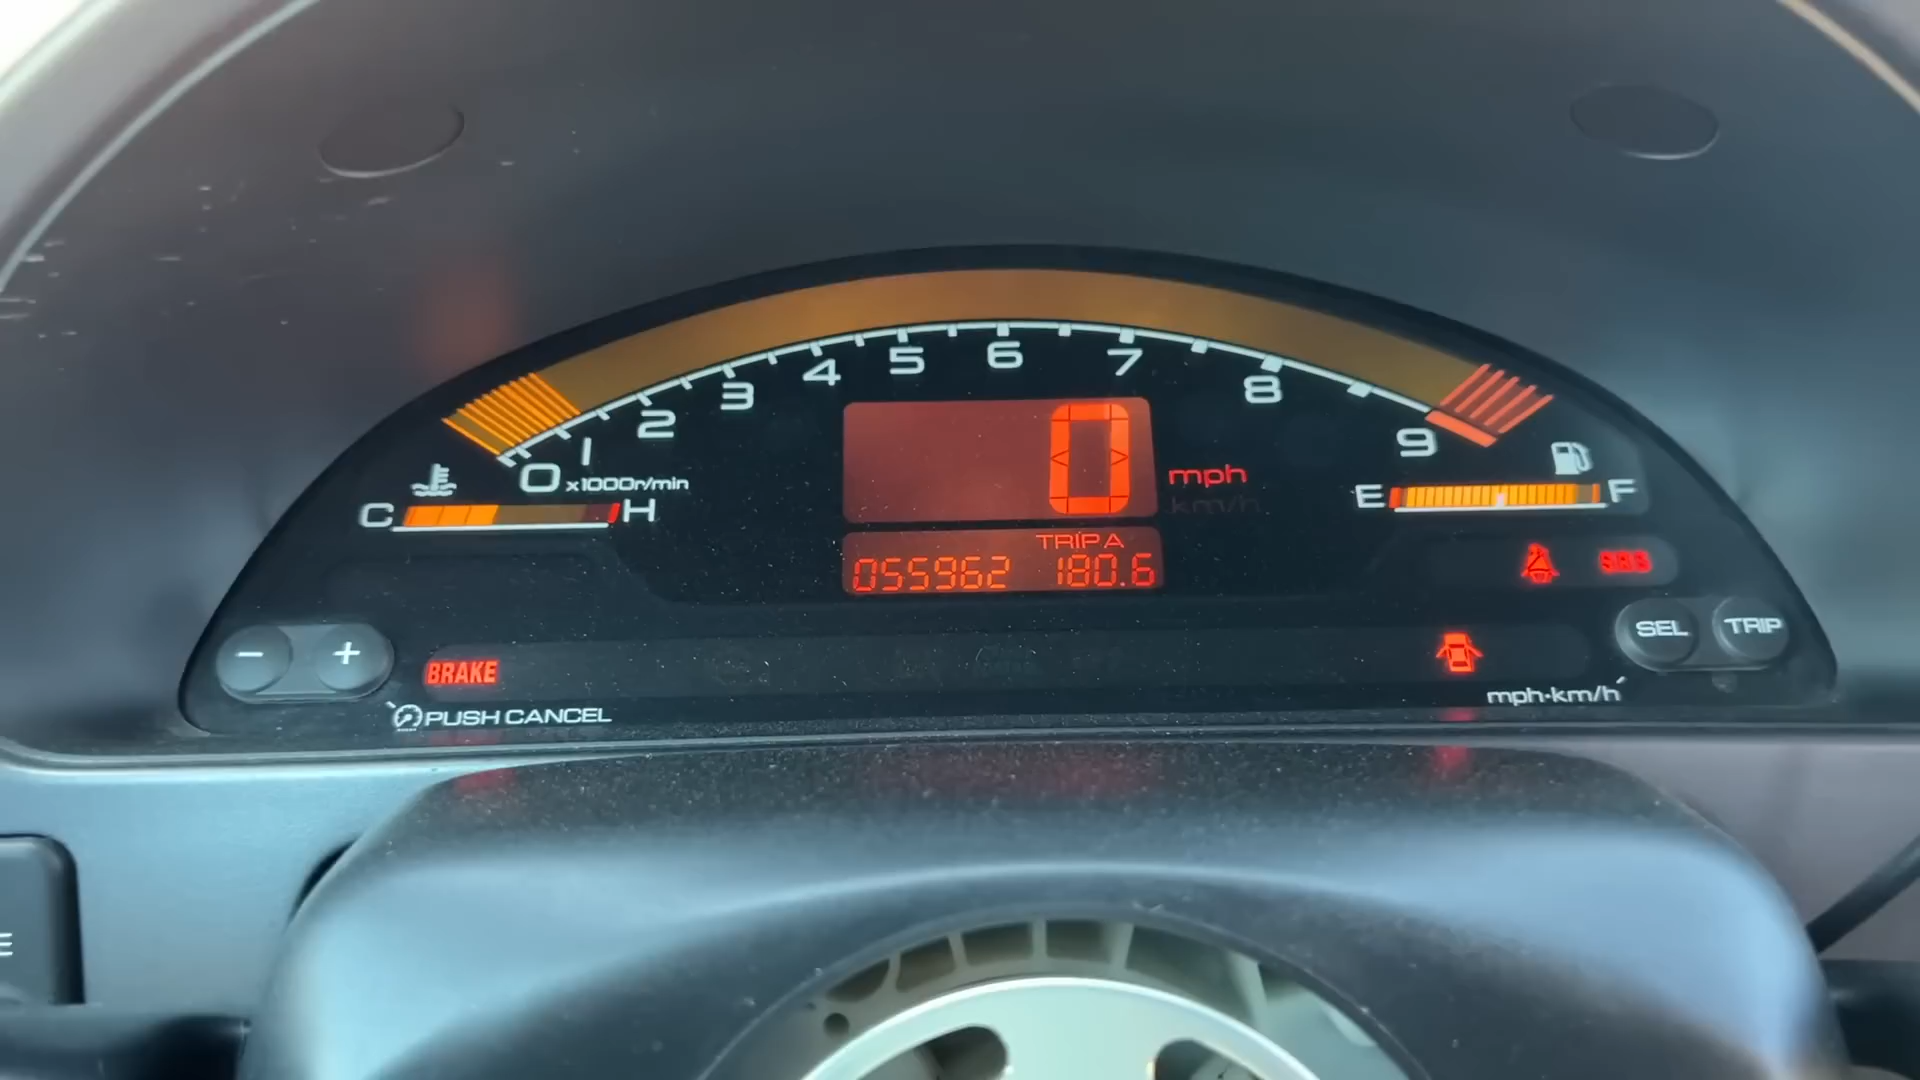 0 1 2 3 4 5 6 7 8 9
x1000r/min
C H
0 mph
km/h
E F
TRIP A
055962 180.6
SRS
- +
BRAKE
SEL TRIP
PUSH CANCEL
mph·km/h
E